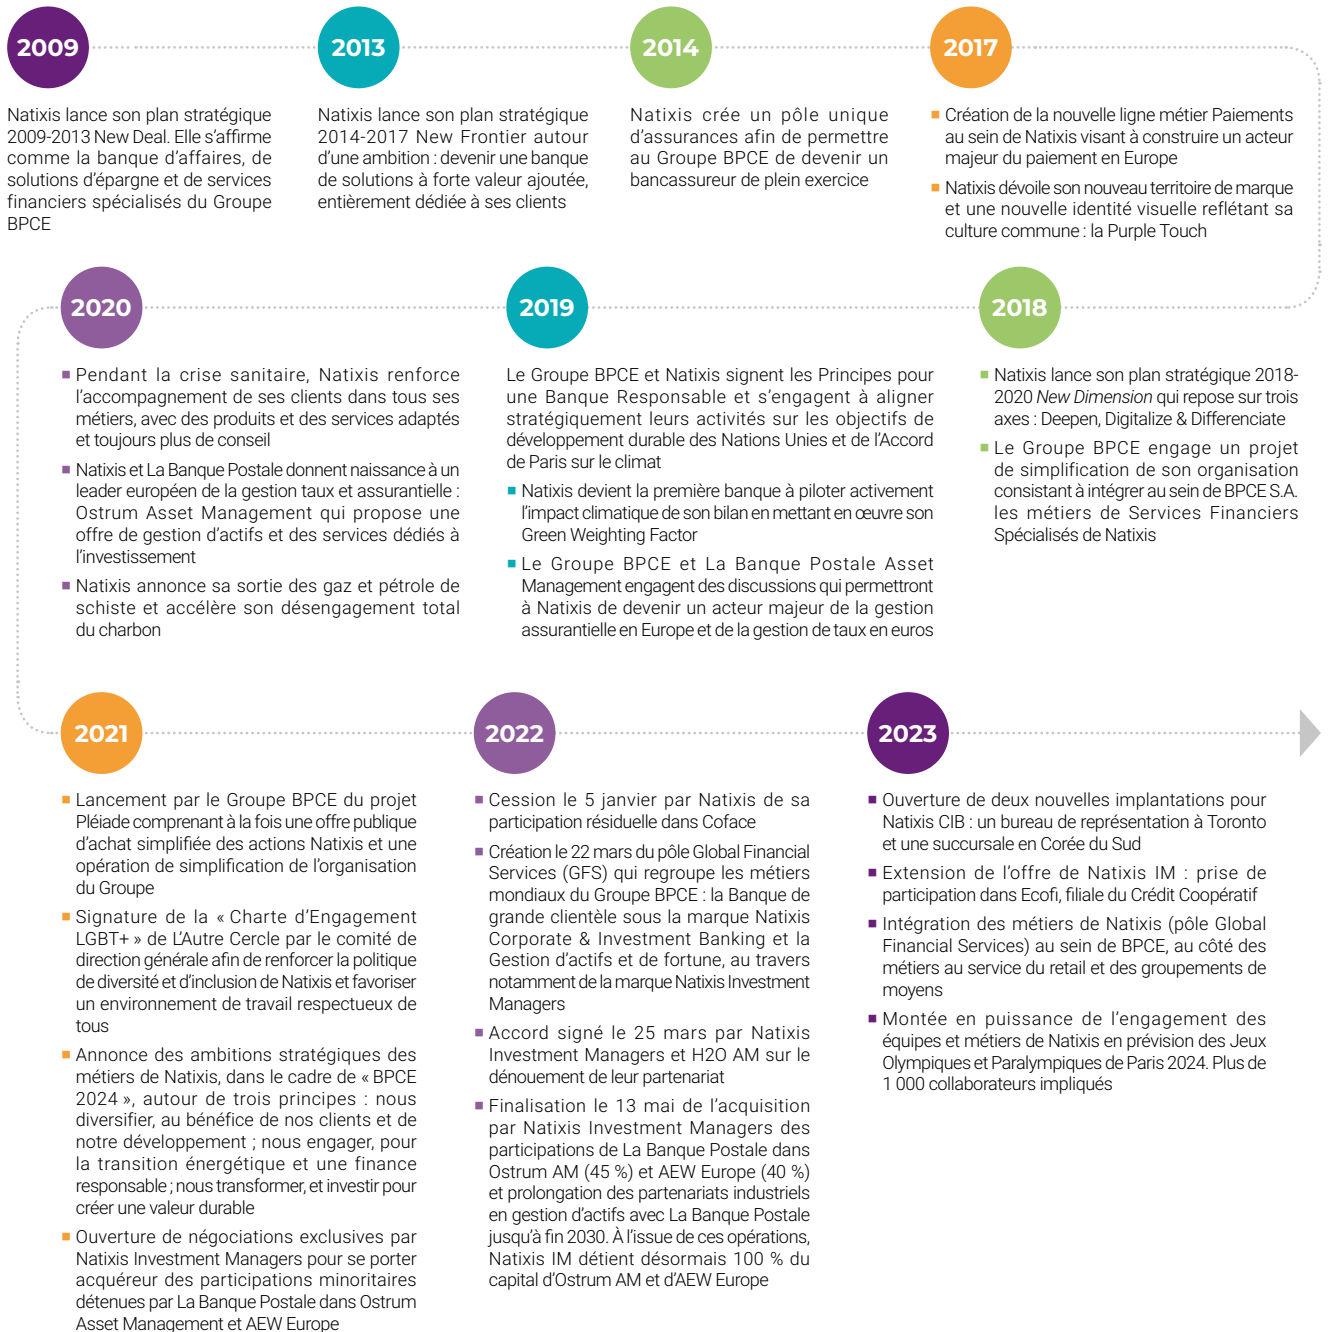 2009
Natixis lance son plan stratégique
2009-2013 New Deal. Elle s’affirme
comme la banque d’affaires, de
solutions d’épargne et de services
financiers spécialisés du Groupe
BPCE
2013
Natixis lance son plan stratégique
2014-2017 New Frontier autour
d’une ambition : devenir une banque
de solutions à forte valeur ajoutée,
entièrement dédiée à ses clients
2014
Natixis crée un pôle unique
d’assurances afin de permettre
au Groupe BPCE de devenir un
bancassureur de plein exercice
2017
Création de la nouvelle ligne métier Paiements
au sein de Natixis visant à construire un acteur
majeur du paiement en Europe
Natixis dévoile son nouveau territoire de marque
et une nouvelle identité visuelle reflétant sa
culture commune : la Purple Touch
2020
Pendant la crise sanitaire, Natixis renforce
l’accompagnement de ses clients dans tous ses
métiers, avec des produits et des services adaptés
et toujours plus de conseil
Natixis et La Banque Postale donnent naissance à un
leader européen de la gestion taux et assurantielle :
Ostrum Asset Management qui propose une
offre de gestion d’actifs et des services dédiés à
l’investissement
Natixis annonce sa sortie des gaz et pétrole de
schiste et accélère son désengagement total
du charbon
2019
Le Groupe BPCE et Natixis signent les Principes pour
une Banque Responsable et s’engagent à aligner
stratégiquement leurs activités sur les objectifs de
développement durable des Nations Unies et de l’Accord
de Paris sur le climat
Natixis devient la première banque à piloter activement
l’impact climatique de son bilan en mettant en œuvre son
Green Weighting Factor
Le Groupe BPCE et La Banque Postale Asset
Management engagent des discussions qui permettront
à Natixis de devenir un acteur majeur de la gestion
assurantielle en Europe et de la gestion de taux en euros
2018
Natixis lance son plan stratégique 2018-
2020 New Dimension qui repose sur trois
axes : Deepen, Digitalize & Differenciate
Le Groupe BPCE engage un projet
de simplification de son organisation
consistant à intégrer au sein de BPCE S.A.
les métiers de Services Financiers
Spécialisés de Natixis
2021
Lancement par le Groupe BPCE du projet
Pléiade comprenant à la fois une offre publique
d’achat simplifiée des actions Natixis et une
opération de simplification de l’organisation
du Groupe
Signature de la « Charte d’Engagement
LGBT+ » de L’Autre Cercle par le comité de
direction générale afin de renforcer la politique
de diversité et d’inclusion de Natixis et favoriser
un environnement de travail respectueux de
tous
Annonce des ambitions stratégiques des
métiers de Natixis, dans le cadre de « BPCE
2024 », autour de trois principes : nous
diversifier, au bénéfice de nos clients et de
notre développement ; nous engager, pour
la transition énergétique et une finance
responsable ; nous transformer, et investir pour
créer une valeur durable
Ouverture de négociations exclusives par
Natixis Investment Managers pour se porter
acquéreur des participations minoritaires
détenues par La Banque Postale dans Ostrum
Asset Management et AEW Europe
2022
Cession le 5 janvier par Natixis de sa
participation résiduelle dans Coface
Création le 22 mars du pôle Global Financial
Services (GFS) qui regroupe les métiers
mondiaux du Groupe BPCE : la Banque de
grande clientèle sous la marque Natixis
Corporate & Investment Banking et la
Gestion d’actifs et de fortune, au travers
notamment de la marque Natixis Investment
Managers
Accord signé le 25 mars par Natixis
Investment Managers et H2O AM sur le
dénouement de leur partenariat
Finalisation le 13 mai de l’acquisition
par Natixis Investment Managers des
participations de La Banque Postale dans
Ostrum AM (45 %) et AEW Europe (40 %)
et prolongation des partenariats industriels
en gestion d’actifs avec La Banque Postale
jusqu’à fin 2030. À l’issue de ces opérations,
Natixis IM détient désormais 100 % du
capital d’Ostrum AM et d’AEW Europe
2023
Ouverture de deux nouvelles implantations pour
Natixis CIB : un bureau de représentation à Toronto
et une succursale en Corée du Sud
Extension de l’offre de Natixis IM : prise de
participation dans Ecofi, filiale du Crédit Coopératif
Intégration des métiers de Natixis (pôle Global
Financial Services) au sein de BPCE, au côté des
métiers au service du retail et des groupements de
moyens
Montée en puissance de l’engagement des
équipes et métiers de Natixis en prévision des Jeux
Olympiques et Paralympiques de Paris 2024. Plus de
1 000 collaborateurs impliqués